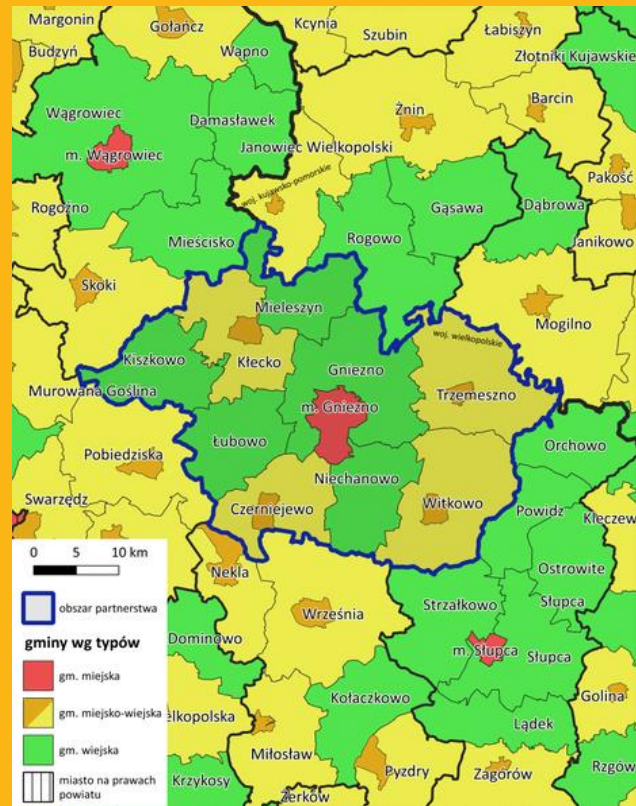 Margonin
Gołańcz
Kcynia
Szubin
Łabiszyn
Budzyń
Wapno
Złotniki Kujawskie
Wągrowiec
Damasławek
Żnin
Barcin
m. Wągrowiec
Janowiec Wielkopolski
Pakość
woj. kujawsko-pomorskie
Rogoźno
Gąsawa
Dąbrowa
Mieścisko
Rogowo
Janikowo
Skoki
Mieleszyn
Mogilno
woj. wielkopolskie
Kiszkowo
Kłecko
Gniezno
Trzemeszno
Murowana Goślina
m. Gniezno
Łubowo
Orchowo
Pobiedziska
Niechanowo
Swarzędz
Czerniejewo
Witkowo
Powidz
Kleczew
0 5 10 km
Nekla
Ostrowite
obszar partnerstwa
Września
Strzałkowo
Słupca
gminy wg typów
Dominowo
m. Słupca
Słupca
gm. miejska
gm. miejsko-wiejska
elkopolska
Kołaczkowo
Golina
Lądek
gm. wiejska
Miłosław
Pyzdry
Zagórów
Rzgów
miasto na prawach
powiatu
Krzykosy
Żerków